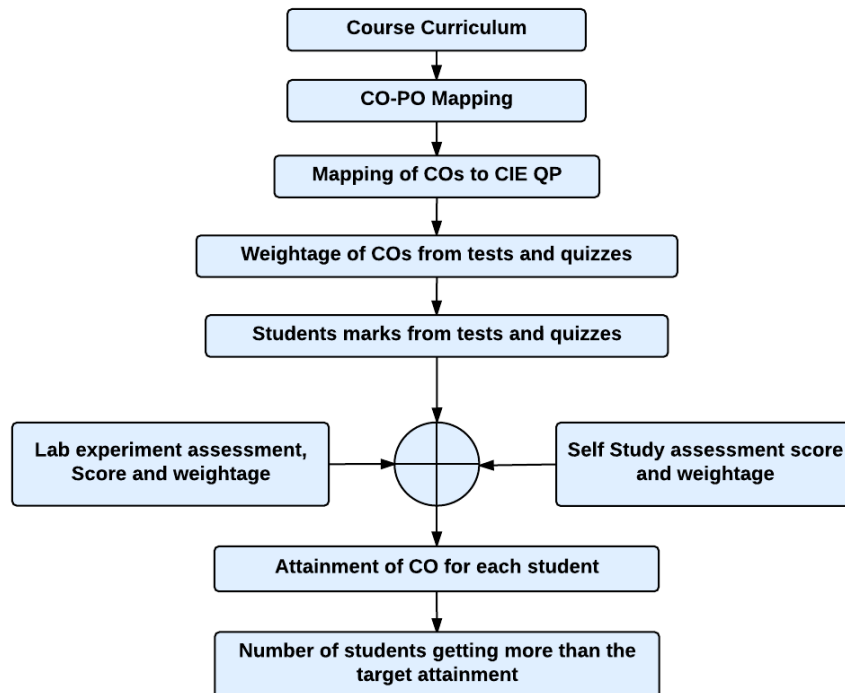 Course Curriculum
CO-PO Mapping
Mapping of COs to CIE QP
Weightage of COs from tests and quizzes
Students marks from tests and quizzes
Lab experiment assessment,
Score and weightage
Self Study assessment score
and weightage
Attainment of CO for each student
Number of students getting more than the
target attainment